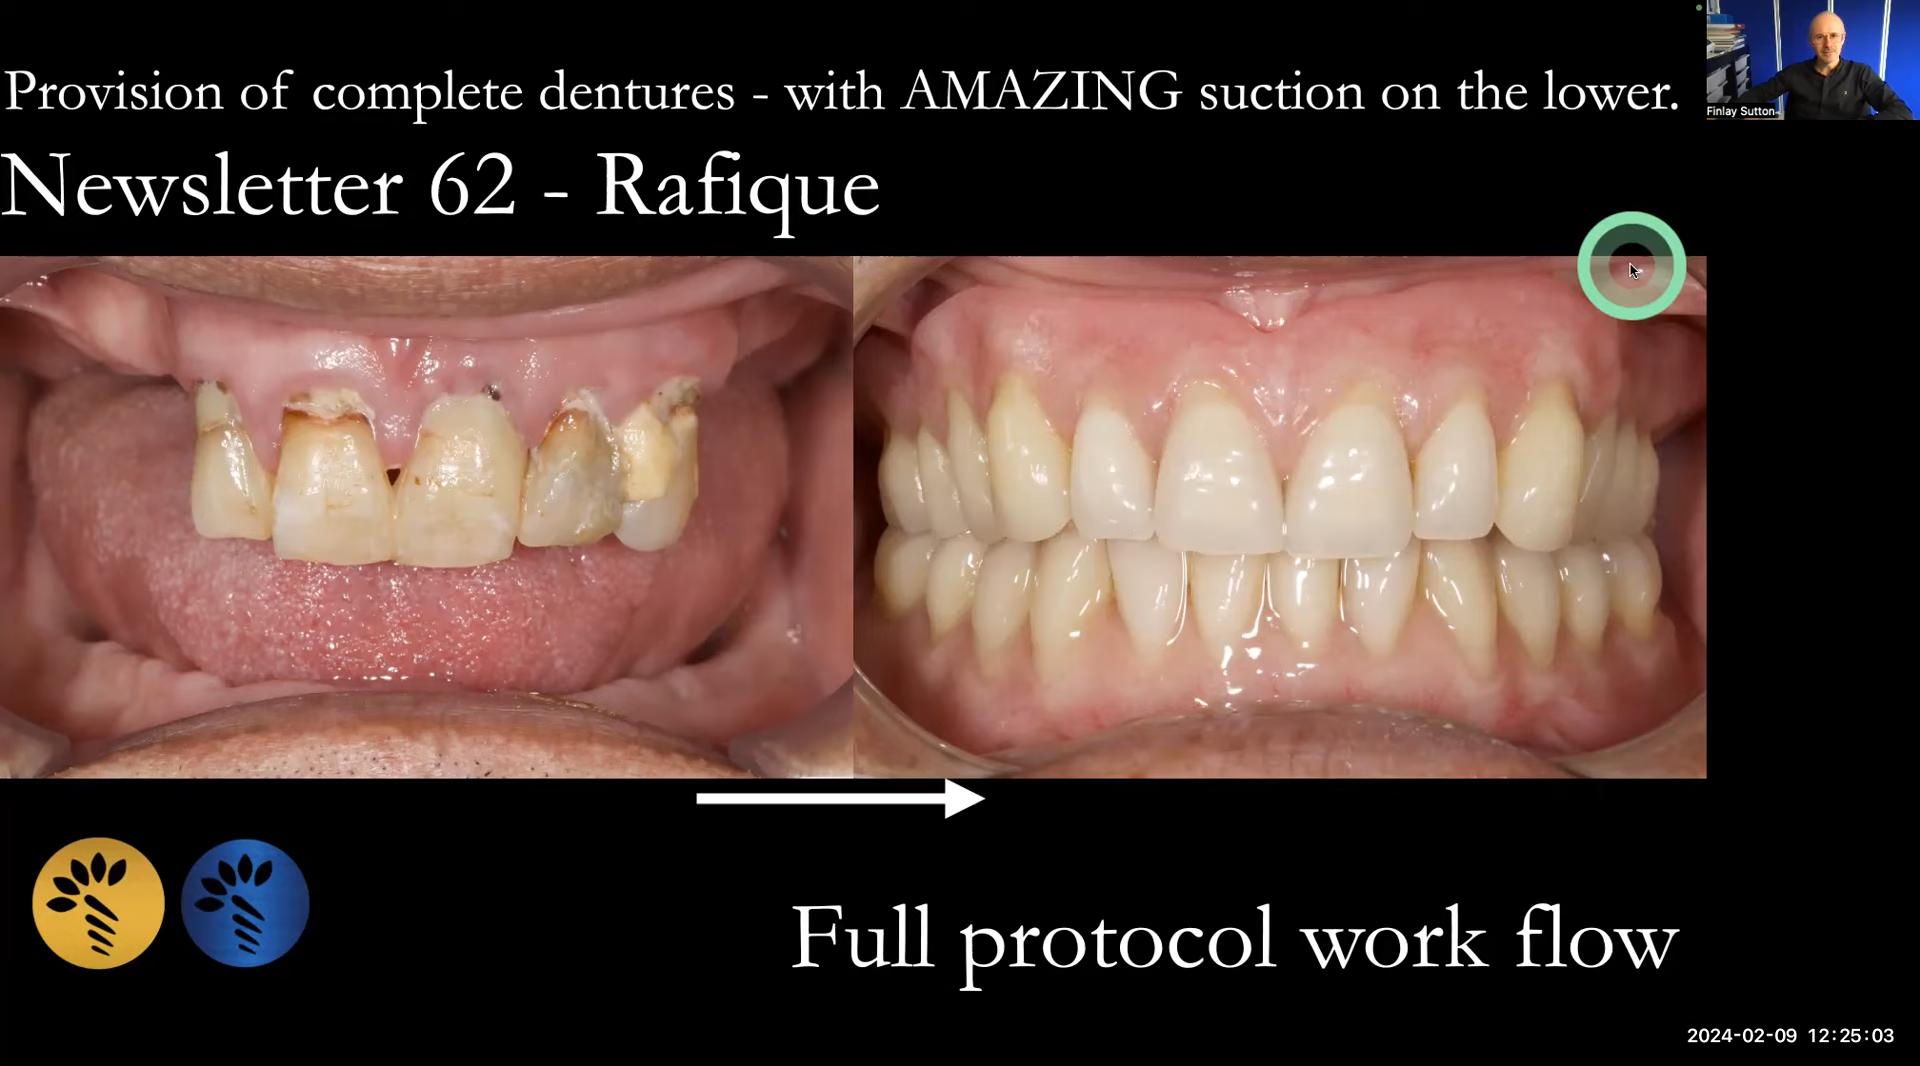 Provision of complete dentures - with AMAZING suction on the lower.
Finlay Sutton
Newsletter 62 - Rafique
Full protocol work flow
2024-02-09 12:25:03